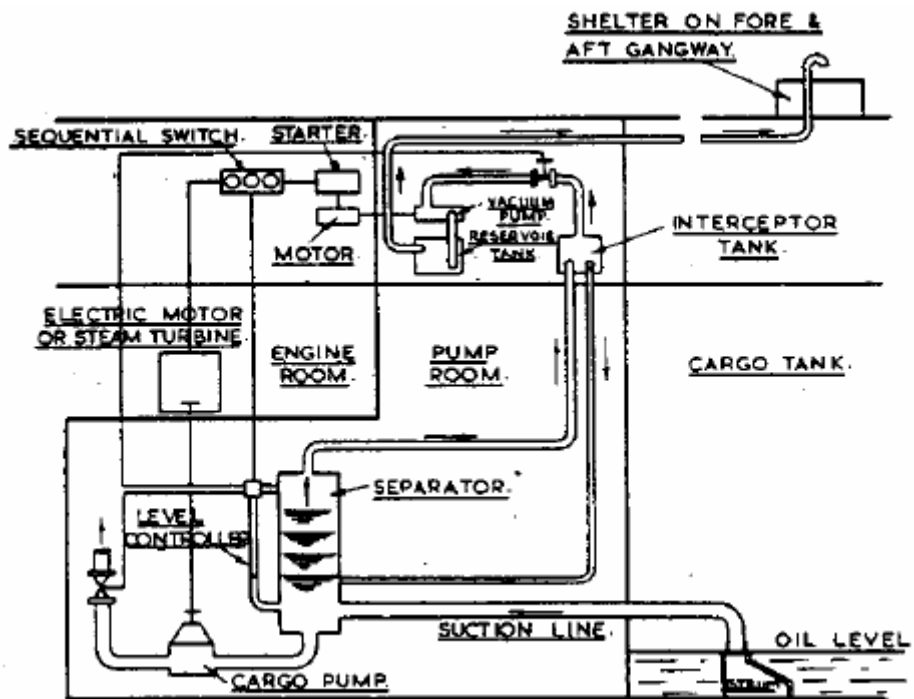 SHELTER ON FORE &
AFT GANGWAY.
SEQUENTIAL SWITCH.
STARTER
VACUUM
PUMP.
RESERVOIR
TANK
MOTOR
INTERCEPTOR
TANK.
ELECTRIC MOTOR
OR STEAM TURBINE
ENGINE
ROOM.
PUMP
ROOM.
CARGO TANK.
SEPARATOR.
LEVEL
CONTROLLER
SUCTION LINE.
OIL LEVEL
CARGO PUMP.